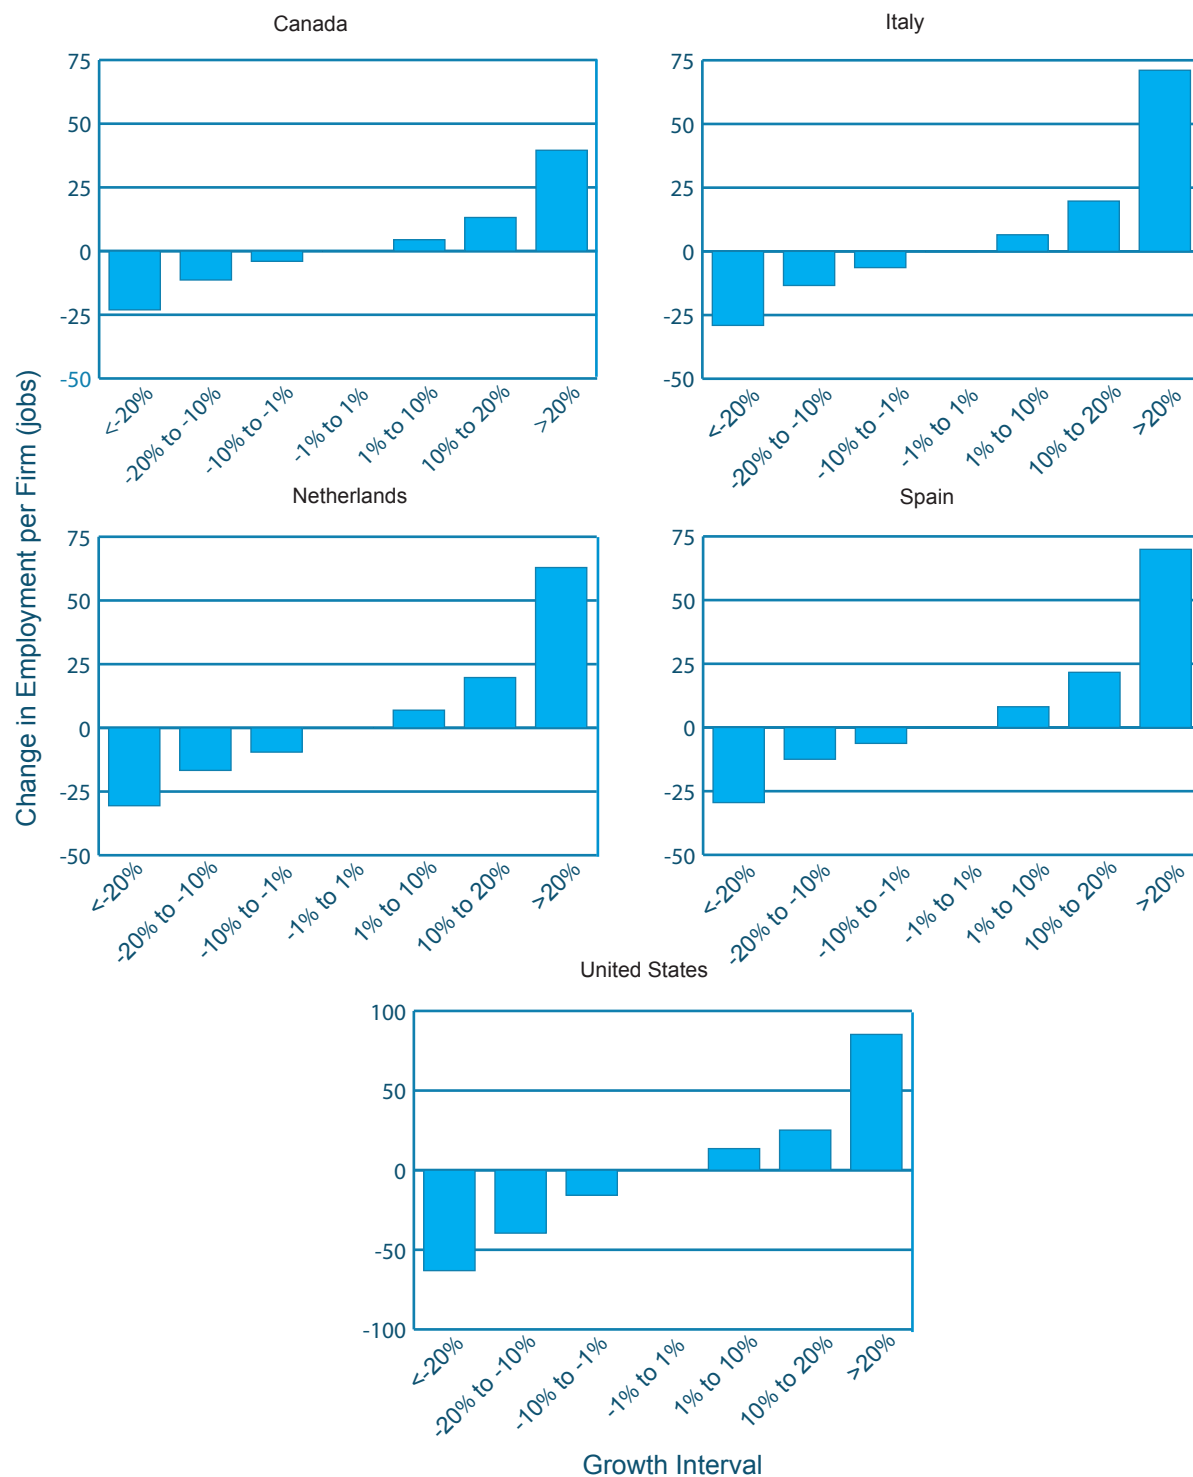 Canada
75
50
25
0
-25
-50
<-20%
-20% to -10%
-10% to -1%
-1% to 1%
1% to 10%
10% to 20%
>20%
Italy
75
50
25
0
-25
-50
<-20%
-20% to -10%
-10% to -1%
-1% to 1%
1% to 10%
10% to 20%
>20%
Change in Employment per Firm (jobs)
Netherlands
75
50
25
0
-25
-50
<-20%
-20% to -10%
-10% to -1%
-1% to 1%
1% to 10%
10% to 20%
>20%
Spain
75
50
25
0
-25
-50
<-20%
-20% to -10%
-10% to -1%
-1% to 1%
1% to 10%
10% to 20%
>20%
United States
100
50
0
-50
-100
<-20%
-20% to -10%
-10% to -1%
-1% to 1%
1% to 10%
10% to 20%
>20%
Growth Interval